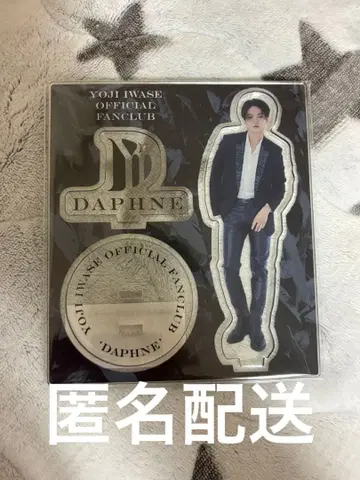 YOJI IWASE
OFFICIAL
FANCLUB
DAPHNE
YOJI IWASE OFFICIAL FANCLUB
・DAPHNE・
匿名配送